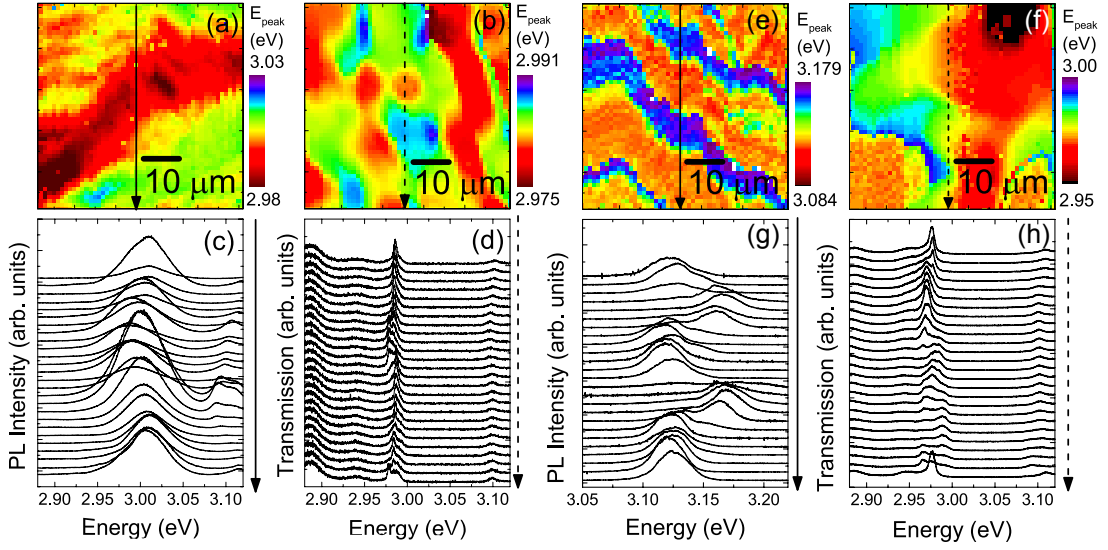 (a)
E_peak
(eV)
3.03
2.98
10 μm
(b)
E_peak
(eV)
2.991
2.975
10 μm
(e)
E_peak
(eV)
3.179
3.084
10 μm
(f)
E_peak
(eV)
3.00
2.95
10 μm
(c)
PL Intensity (arb. units)
2.90 2.95 3.00 3.05 3.10
Energy (eV)
(d)
Transmission (arb. units)
2.90 2.95 3.00 3.05 3.10
Energy (eV)
(g)
PL Intensity (arb. units)
3.05 3.10 3.15 3.20
Energy (eV)
(h)
Transmission (arb. units)
2.90 2.95 3.00 3.05 3.10
Energy (eV)